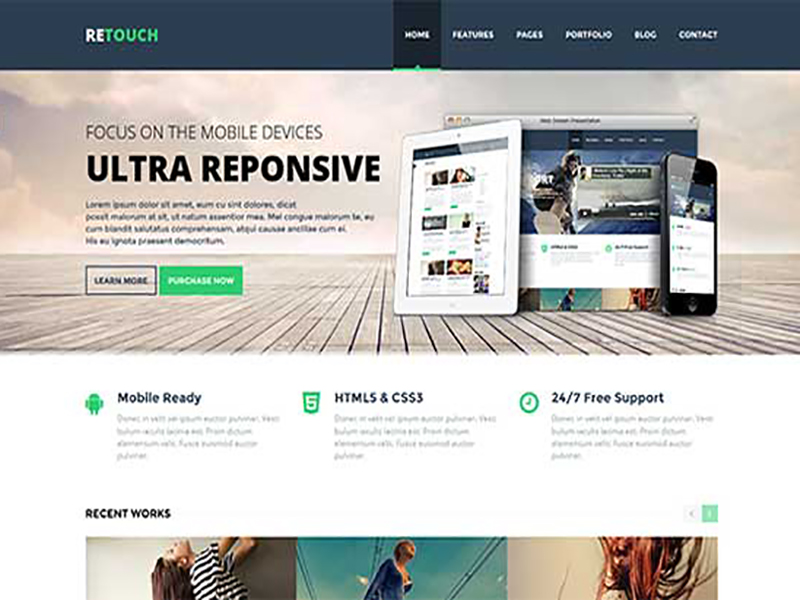 RETOUCH
HOME FEATURES PAGES PORTFOLIO BLOG CONTACT
FOCUS ON THE MOBILE DEVICES
ULTRA REPONSIVE
Lorem ipsum dolor sit amet, eum cu sint dolores, dicat
possit malorum at sit, ut natum assentior mea. Mel congue malorum te, eu
cum blandit salutatus comprehensam, atqui causae ancillae cum ei.
His eu ignota praesent democritum.
LEARN MORE PURCHASE NOW
Mobile Ready
Donec in velit vel ipsum auctor pulvinar. Vesti
bulum iaculis lacinia est. Proin dictum
elementum velit. Fusce euismod auctor
pulvinar.
HTML5 & CSS3
Donec in velit vel ipsum auctor pulvinar. Vesti
bulum iaculis lacinia est. Proin dictum
elementum velit. Fusce euismod auctor
pulvinar.
24/7 Free Support
Donec in velit vel ipsum auctor pulvinar. Vesti
bulum iaculis lacinia est. Proin dictum
elementum velit. Fusce euismod auctor
pulvinar.
RECENT WORKS